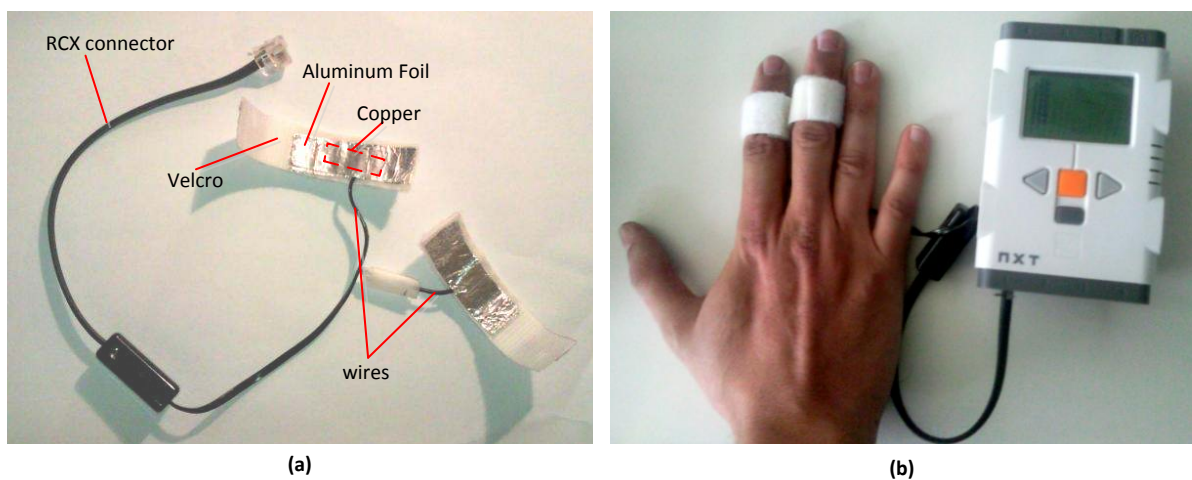 RCX connector
Aluminum Foil
Copper
Velcro
wires
nxt
(a)
(b)